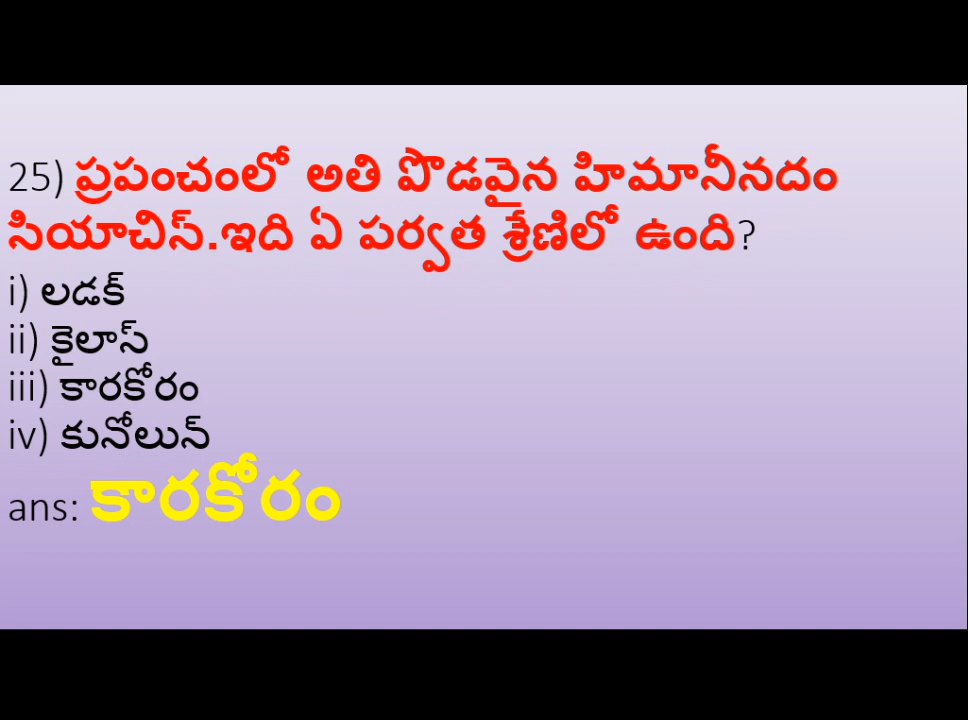 25) ప్రపంచంలో అతి పొడవైన హిమానీనదం
సియాచిస్.ఇది ఏ పర్వత శ్రేణిలో ఉంది?
i) లడక్
ii) కైలాస్
iii) కారకోరం
iv) కునోలున్
ans: కారకోరం